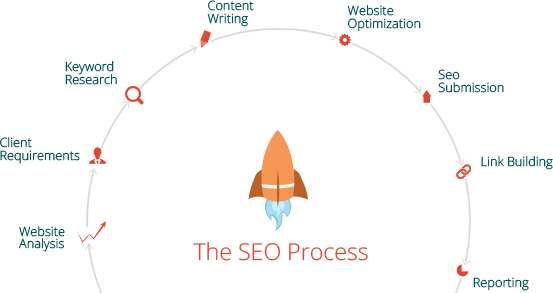 Content
Writing
Website
Optimization
Keyword
Research
Seo
Submission
Client
Requirements
Link Building
Website
Analysis
The SEO Process
Reporting